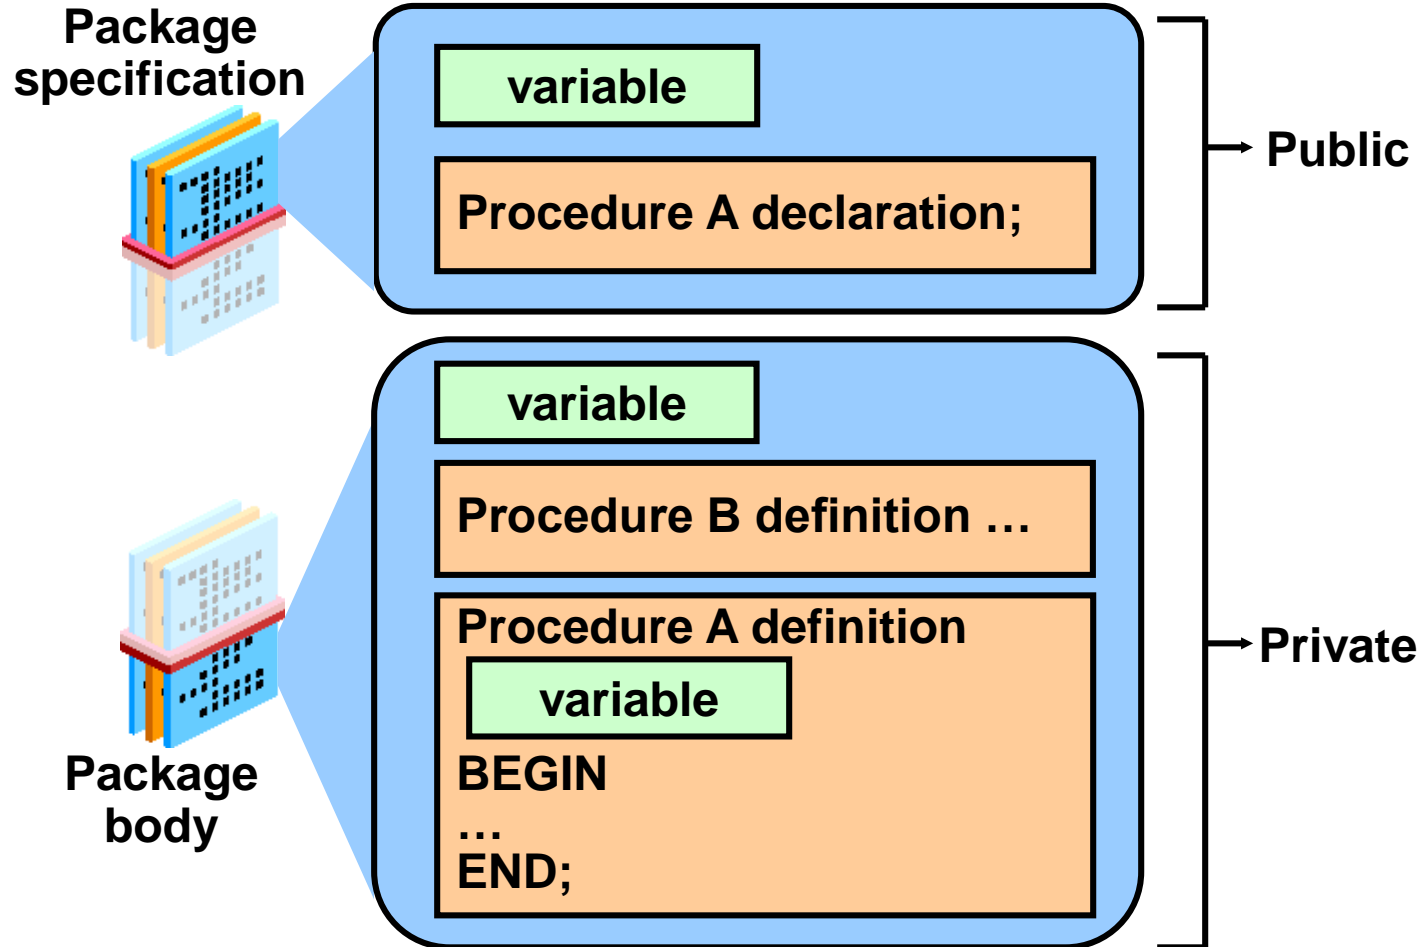 Package
specification
variable
Procedure A declaration;
Public
variable
Procedure B definition …
Procedure A definition
variable
BEGIN
…
END;
Private
Package
body